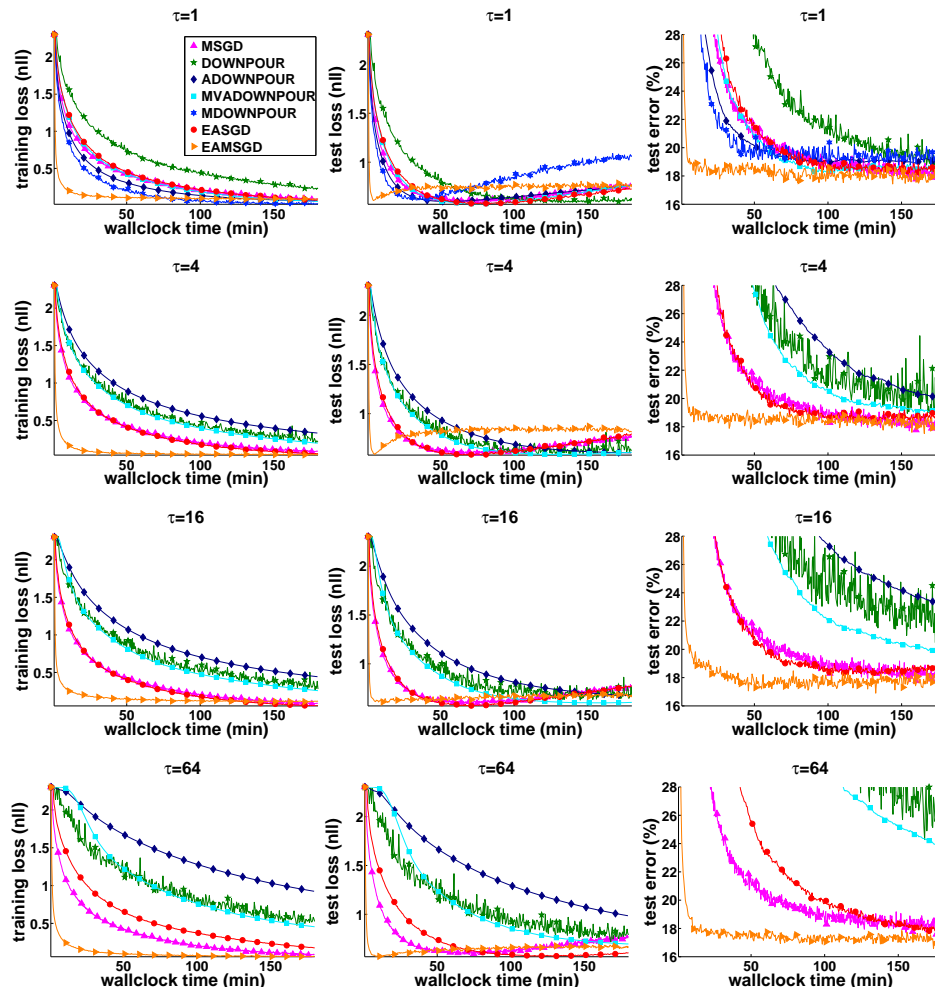 τ=1
τ=1
τ=1
training loss (nll)
2
1.5
1
0.5
MSGD
DOWNPOUR
ADOWNPOUR
MVADOWNPOUR
MDOWNPOUR
EASGD
EAMSGD
50
100
150
wallclock time (min)
test loss (nll)
2
1.5
1
50
100
150
wallclock time (min)
test error (%)
28
26
24
22
20
18
16
50
100
150
wallclock time (min)
τ=4
τ=4
τ=4
training loss (nll)
2
1.5
1
0.5
50
100
150
wallclock time (min)
test loss (nll)
2
1.5
1
50
100
150
wallclock time (min)
test error (%)
28
26
24
22
20
18
16
50
100
150
wallclock time (min)
τ=16
τ=16
τ=16
training loss (nll)
2
1.5
1
0.5
50
100
150
wallclock time (min)
test loss (nll)
2
1.5
1
50
100
150
wallclock time (min)
test error (%)
28
26
24
22
20
18
16
50
100
150
wallclock time (min)
τ=64
τ=64
τ=64
training loss (nll)
2
1.5
1
0.5
50
100
150
wallclock time (min)
test loss (nll)
2
1.5
1
50
100
150
wallclock time (min)
test error (%)
28
26
24
22
20
18
16
50
100
150
wallclock time (min)